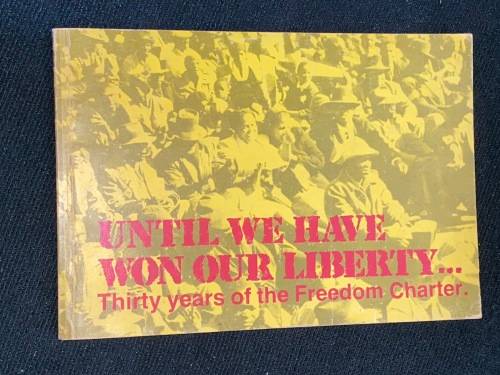 UNTIL WE HAVE
WON OUR LIBERTY...
Thirty years of the Freedom Charter.